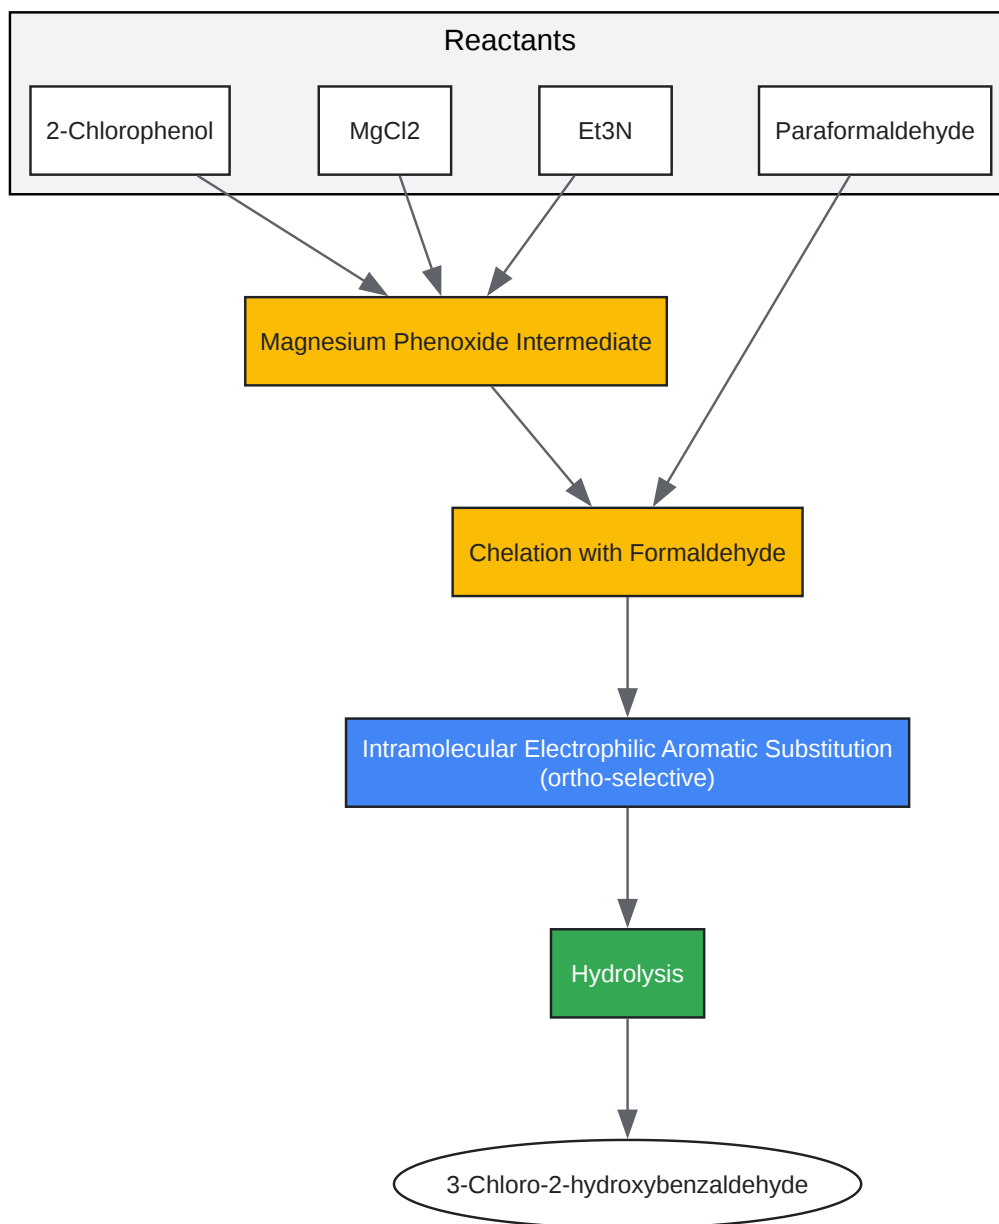 Reactants
2-Chlorophenol
MgCl2
Et3N
Paraformaldehyde
Magnesium Phenoxide Intermediate
Chelation with Formaldehyde
Intramolecular Electrophilic Aromatic Substitution
(ortho-selective)
Hydrolysis
3-Chloro-2-hydroxybenzaldehyde